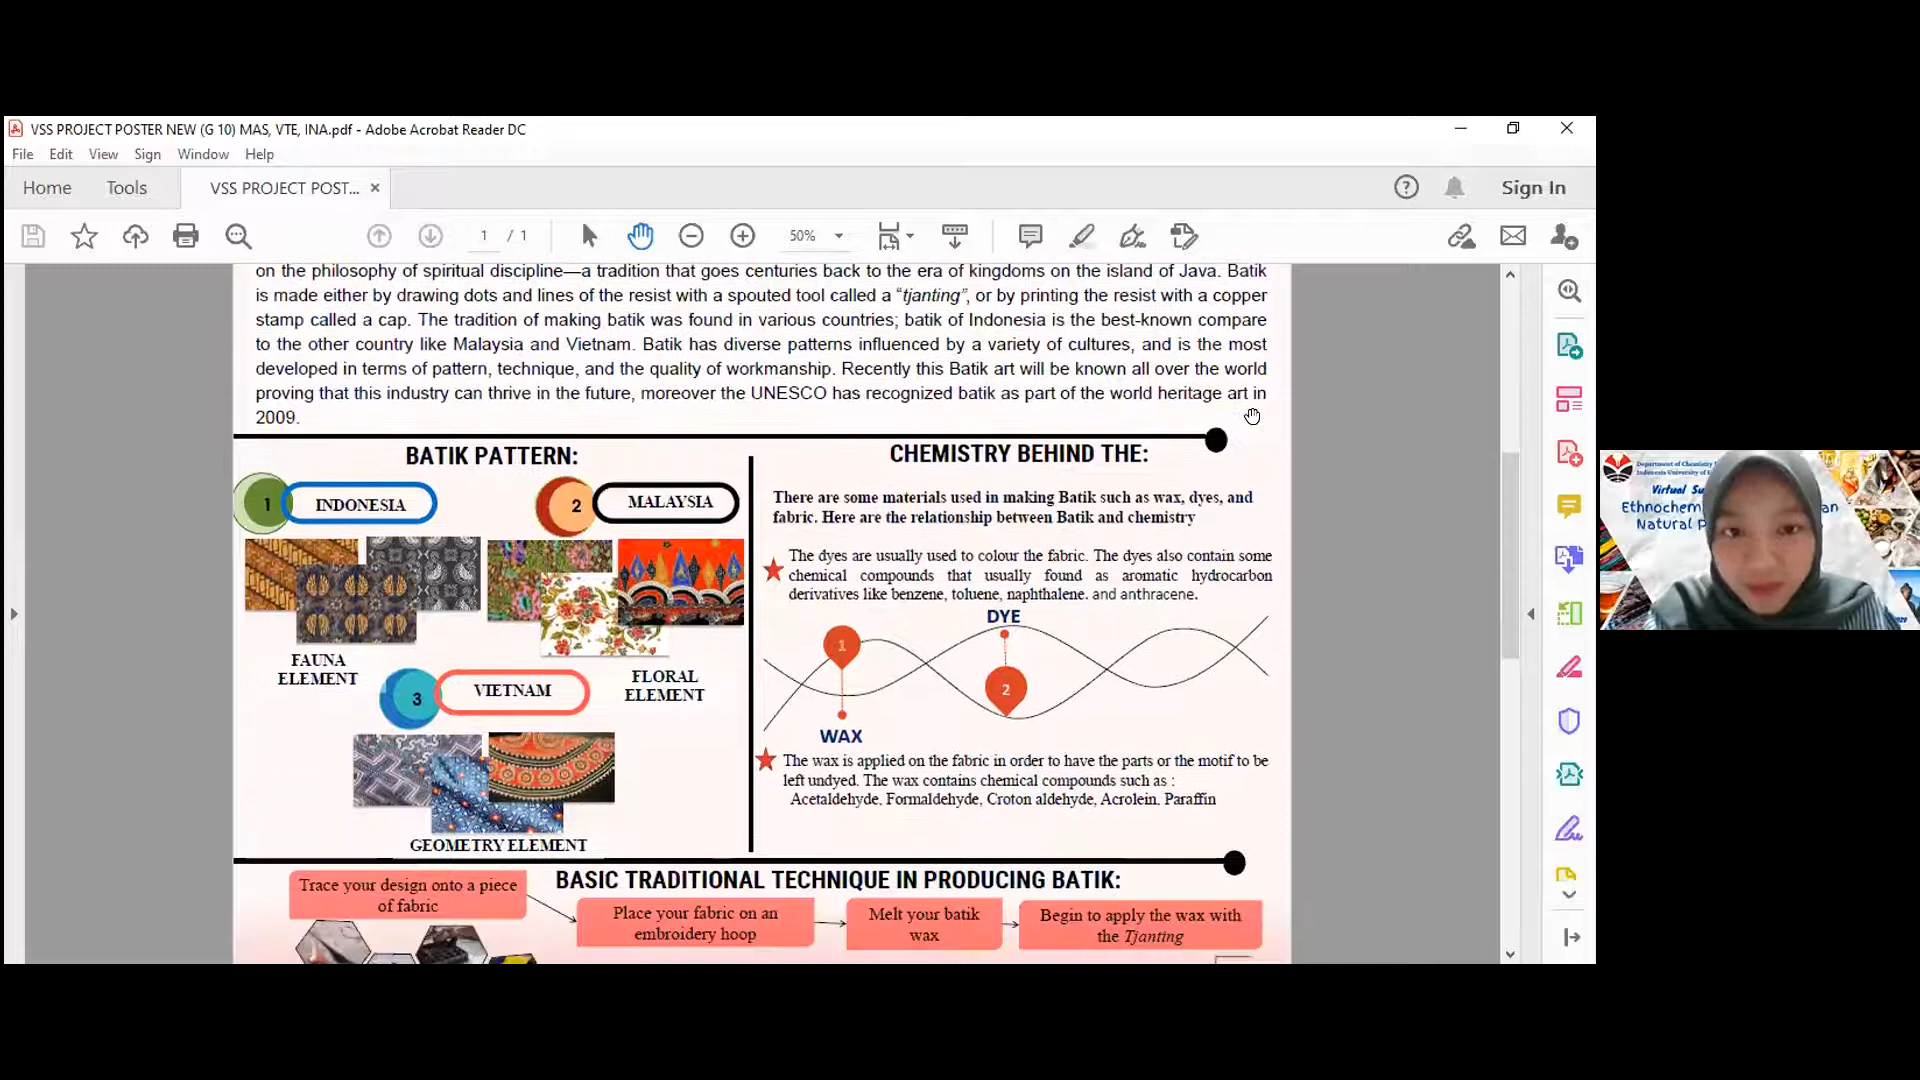 VSS PROJECT POSTER NEW (G 10) MAS, VTE, INA.pdf - Adobe Acrobat Reader DC
File Edit View Sign Window Help
Home Tools VSS PROJECT POST... Sign In
1 / 1 50%
on the philosophy of spiritual discipline—a tradition that goes centuries back to the era of kingdoms on the island of Java. Batik
is made either by drawing dots and lines of the resist with a spouted tool called a “tjanting”, or by printing the resist with a copper
stamp called a cap. The tradition of making batik was found in various countries; batik of Indonesia is the best-known compare
to the other country like Malaysia and Vietnam. Batik has diverse patterns influenced by a variety of cultures, and is the most
developed in terms of pattern, technique, and the quality of workmanship. Recently this Batik art will be known all over the world
proving that this industry can thrive in the future, moreover the UNESCO has recognized batik as part of the world heritage art in
2009.
BATIK PATTERN:
1 INDONESIA
2 MALAYSIA
FAUNA
ELEMENT
FLORAL
ELEMENT
3 VIETNAM
GEOMETRY ELEMENT
CHEMISTRY BEHIND THE:
There are some materials used in making Batik such as wax, dyes, and
fabric. Here are the relationship between Batik and chemistry
The dyes are usually used to colour the fabric. The dyes also contain some
chemical compounds that usually found as aromatic hydrocarbon
derivatives like benzene, toluene, naphthalene. and anthracene.
DYE
1
2
WAX
The wax is applied on the fabric in order to have the parts or the motif to be
left undyed. The wax contains chemical compounds such as :
Acetaldehyde, Formaldehyde, Croton aldehyde, Acrolein, Paraffin
BASIC TRADITIONAL TECHNIQUE IN PRODUCING BATIK:
Trace your design onto a piece
of fabric
Place your fabric on an
embroidery hoop
Melt your batik
wax
Begin to apply the wax with
the Tjanting
Department of Chemistry
Indonesia University of
Virtual Su
Ethnochem
Natural P